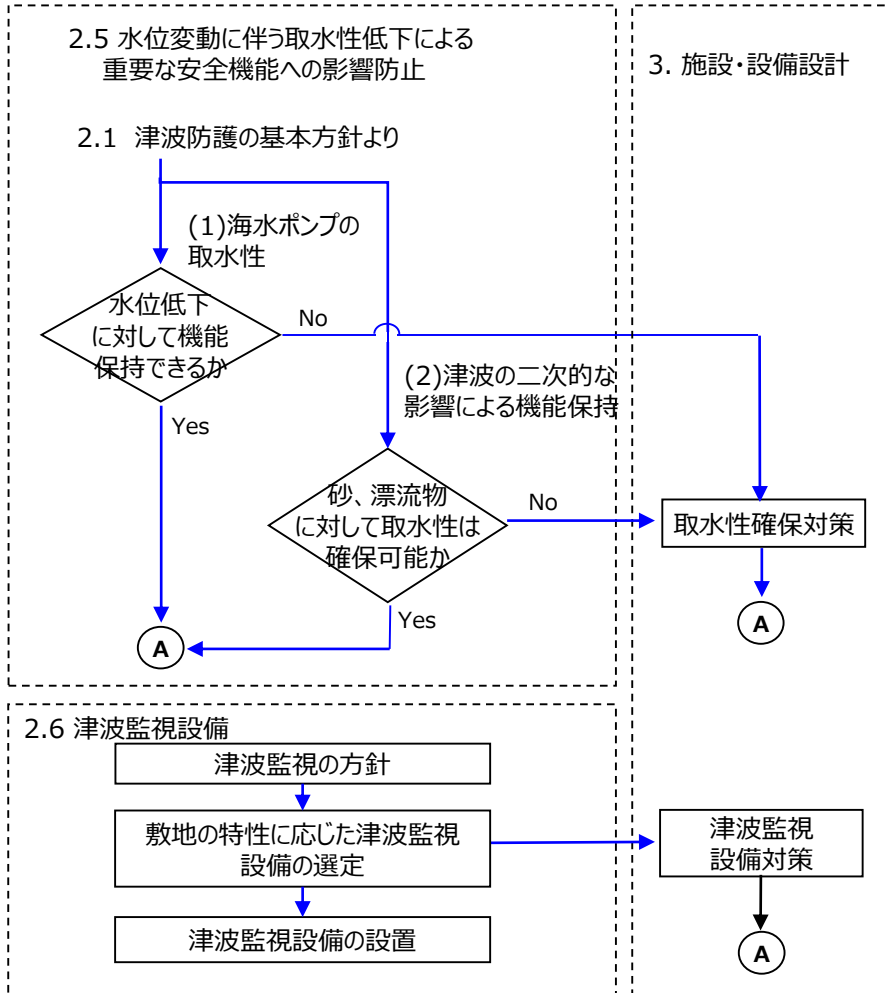 2.5 水位変動に伴う取水性低下による
重要な安全機能への影響防止
3. 施設・設備設計
2.1 津波防護の基本方針より
(1)海水ポンプの
取水性
水位低下
に対して機能
保持できるか
No
Yes
(2)津波の二次的な
影響による機能保持
砂、漂流物
に対して取水性は
確保可能か
No
Yes
取水性確保対策
A
A
2.6 津波監視設備
津波監視の方針
敷地の特性に応じた津波監視
設備の選定
津波監視設備の設置
津波監視
設備対策
A